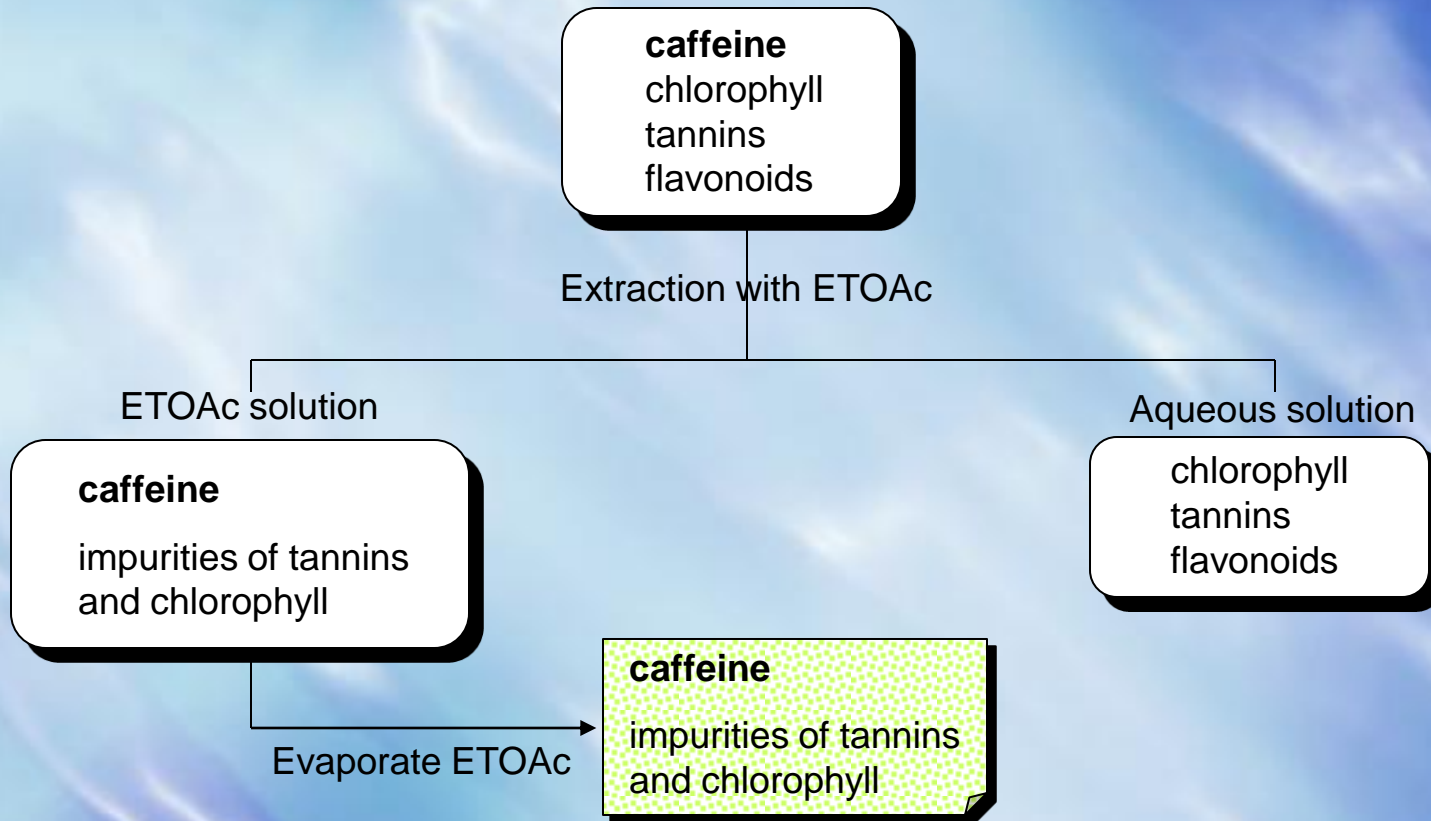 caffeine
chlorophyll
tannins
flavonoids
Extraction with ETOAc
ETOAc solution
Aqueous solution
caffeine
impurities of tannins
and chlorophyll
chlorophyll
tannins
flavonoids
Evaporate ETOAc
caffeine
impurities of tannins
and chlorophyll